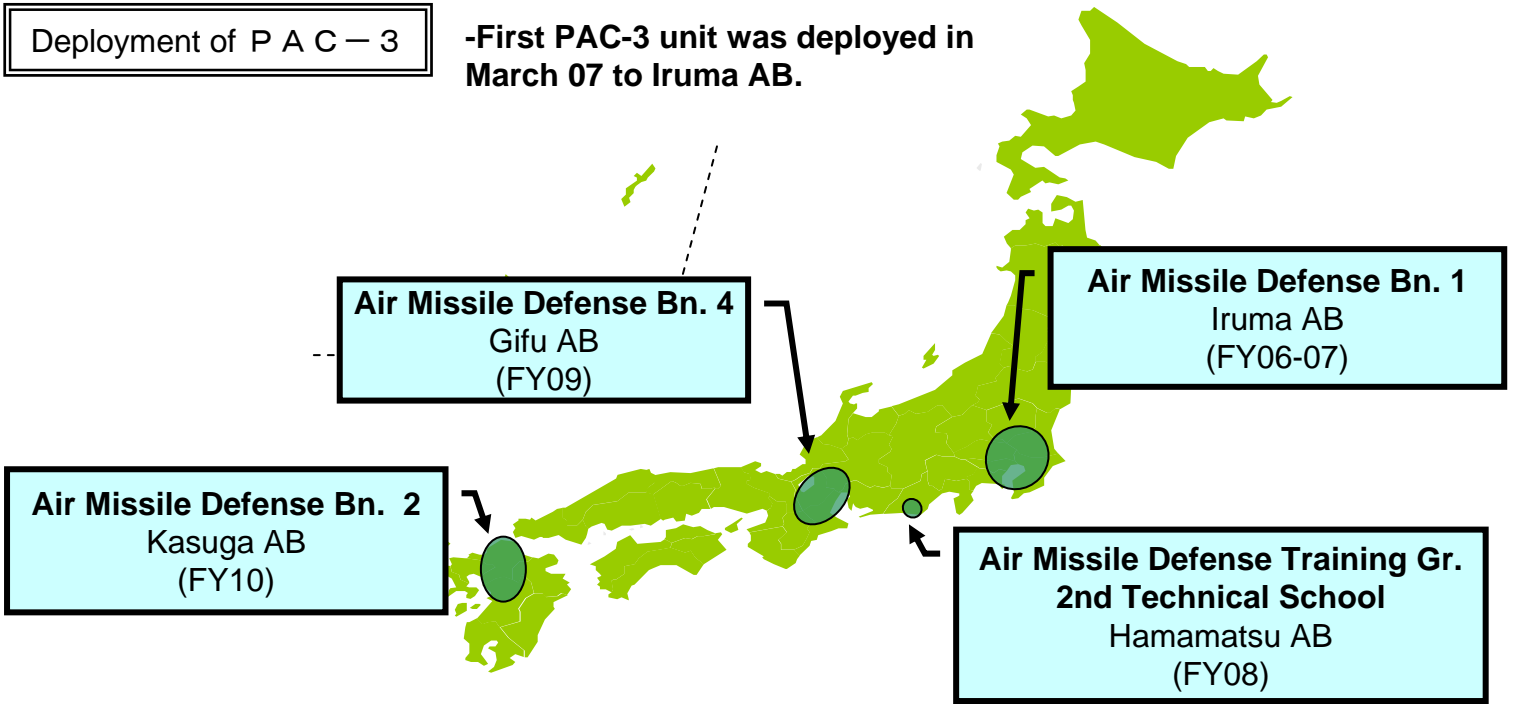 Deployment of ＰＡＣ－３
-First PAC-3 unit was deployed in
March 07 to Iruma AB.
Air Missile Defense Bn. 4
Gifu AB
(FY09)
Air Missile Defense Bn. 1
Iruma AB
(FY06-07)
Air Missile Defense Bn. 2
Kasuga AB
(FY10)
Air Missile Defense Training Gr.
2nd Technical School
Hamamatsu AB
(FY08)